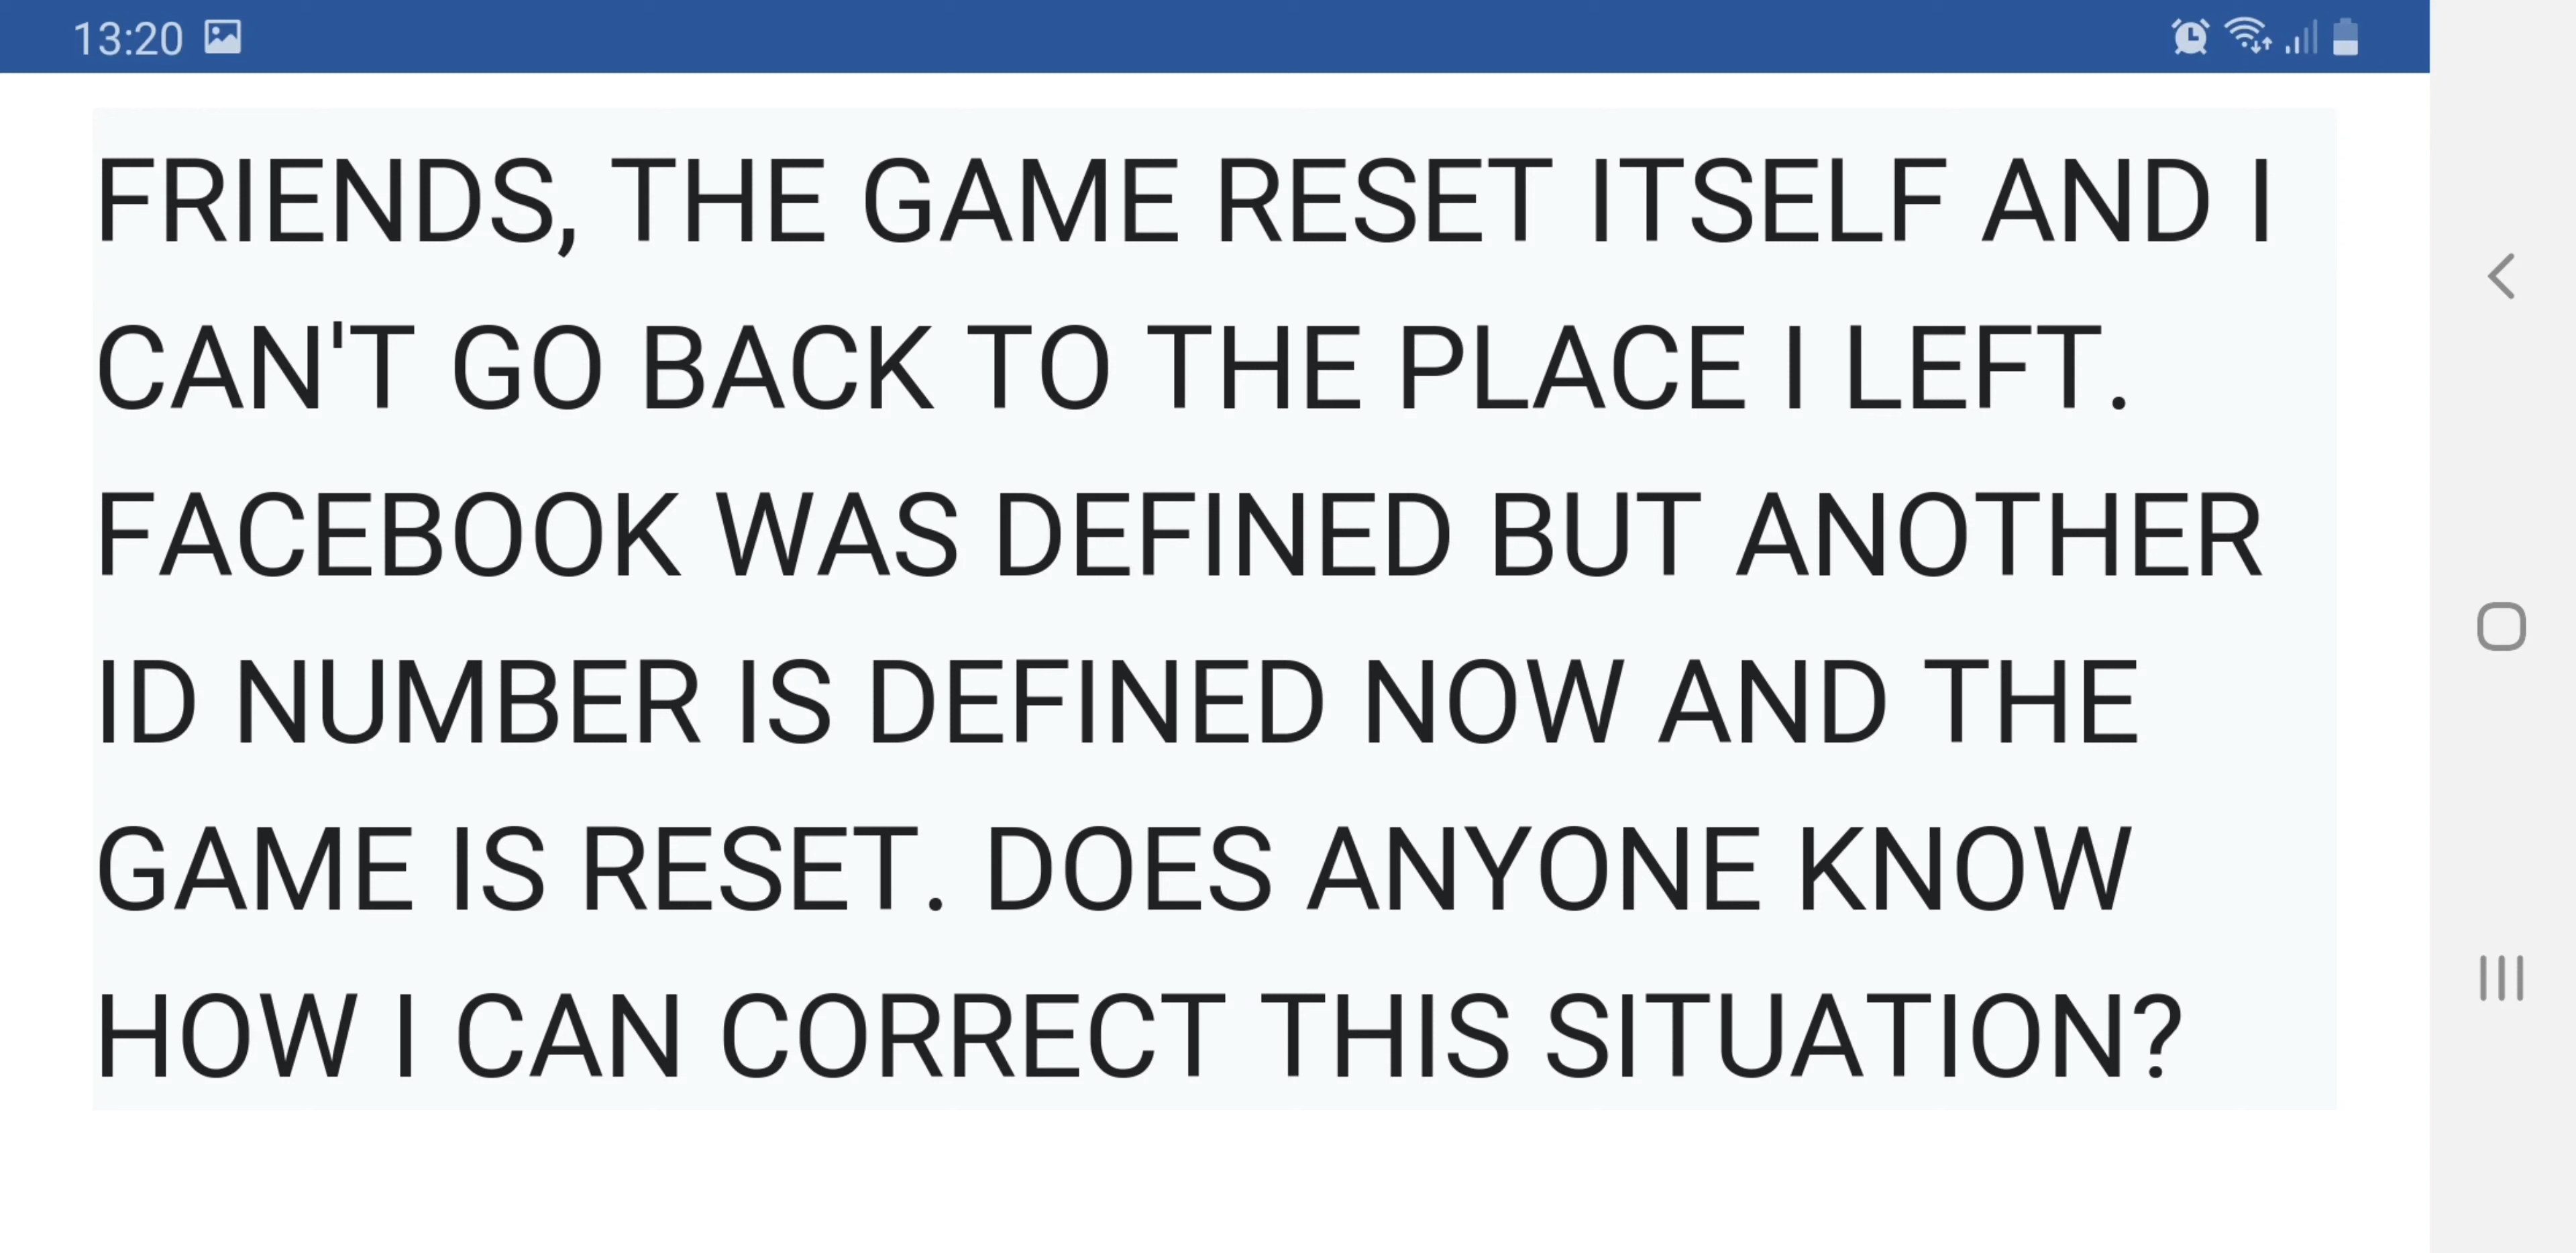 13:20
FRIENDS, THE GAME RESET ITSELF AND I
CAN'T GO BACK TO THE PLACE I LEFT.
FACEBOOK WAS DEFINED BUT ANOTHER
ID NUMBER IS DEFINED NOW AND THE
GAME IS RESET. DOES ANYONE KNOW
HOW I CAN CORRECT THIS SITUATION?